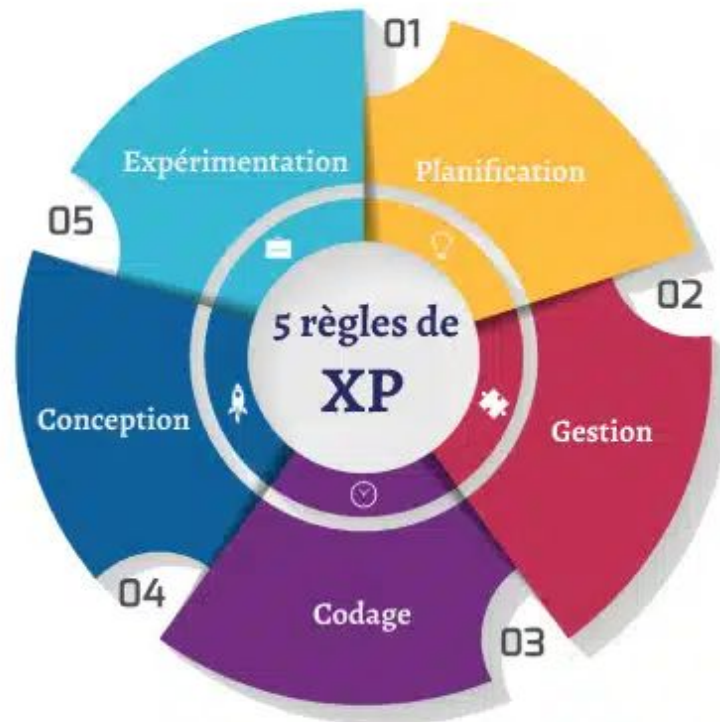 01
Planification
02
Gestion
03
Codage
04
Conception
05
Expérimentation
5 règles de
XP